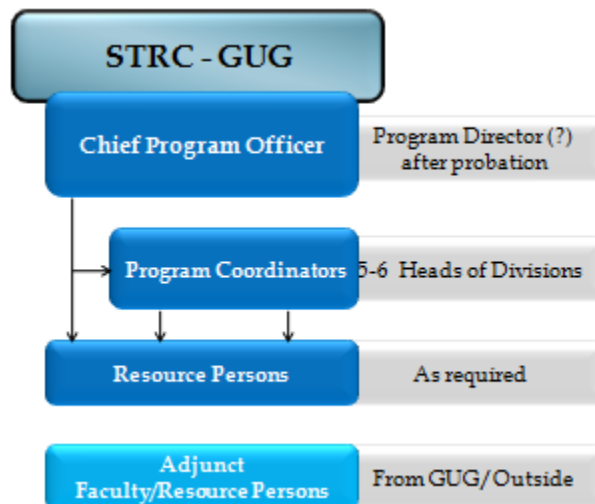 STRC - GUG
Chief Program Officer
Program Director (?)
after probation
Program Coordinators
5-6 Heads of Divisions
Resource Persons
As required
Adjunct
Faculty/Resource Persons
From GUG/Outside